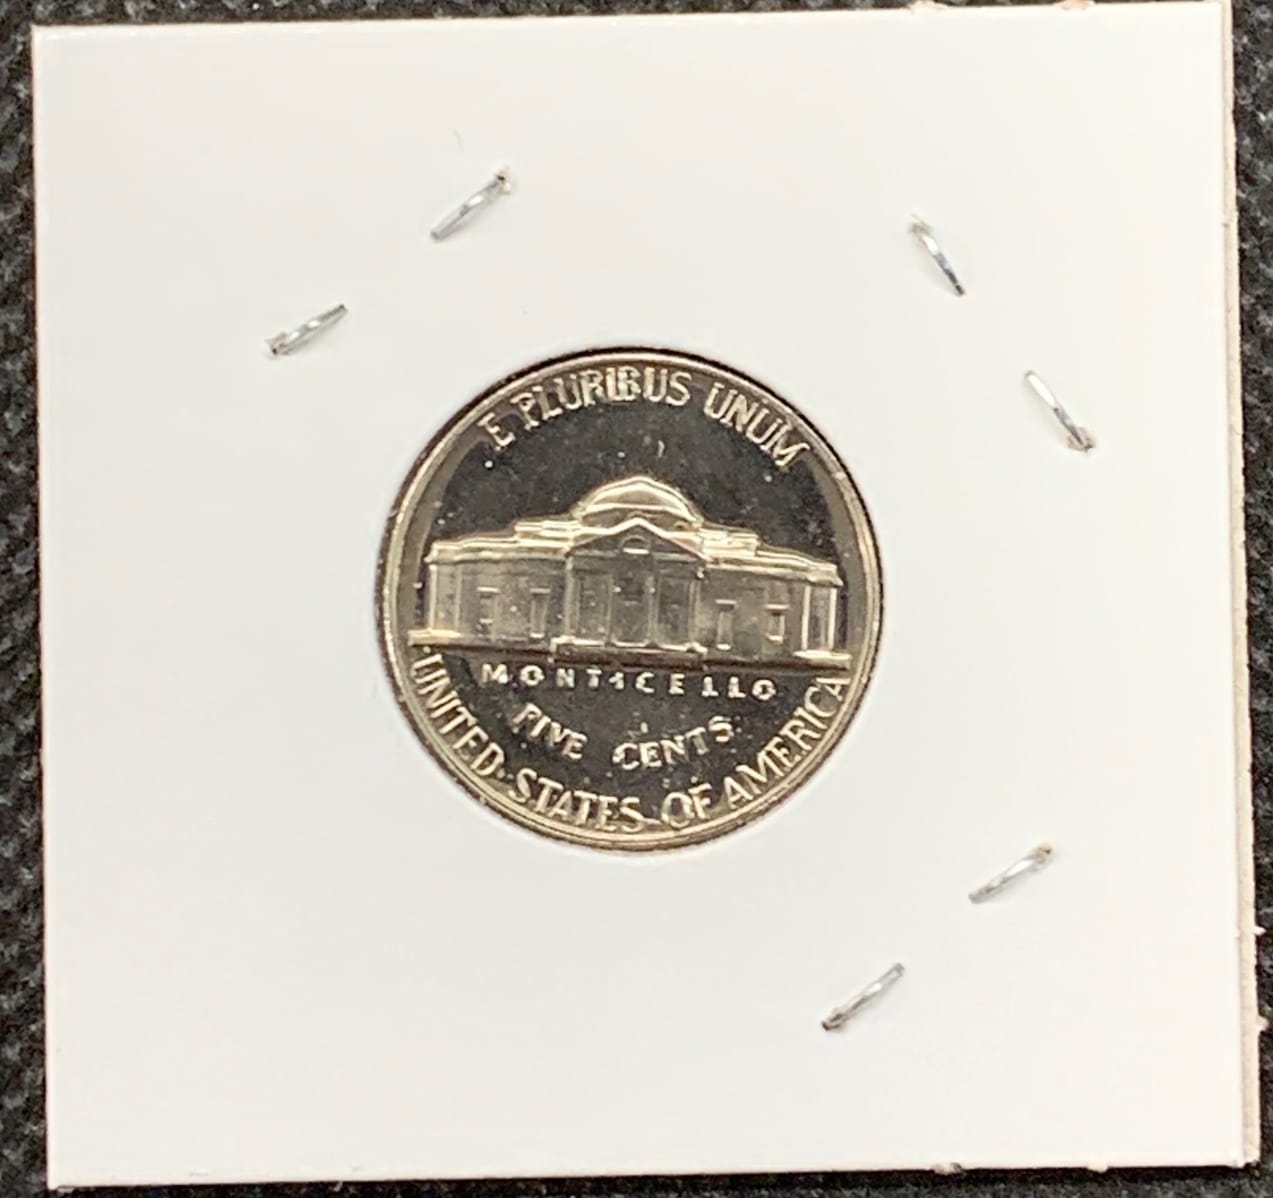 E PLURIBUS UNUM
MONTICELLO
FIVE CENTS
UNITED STATES OF AMERICA